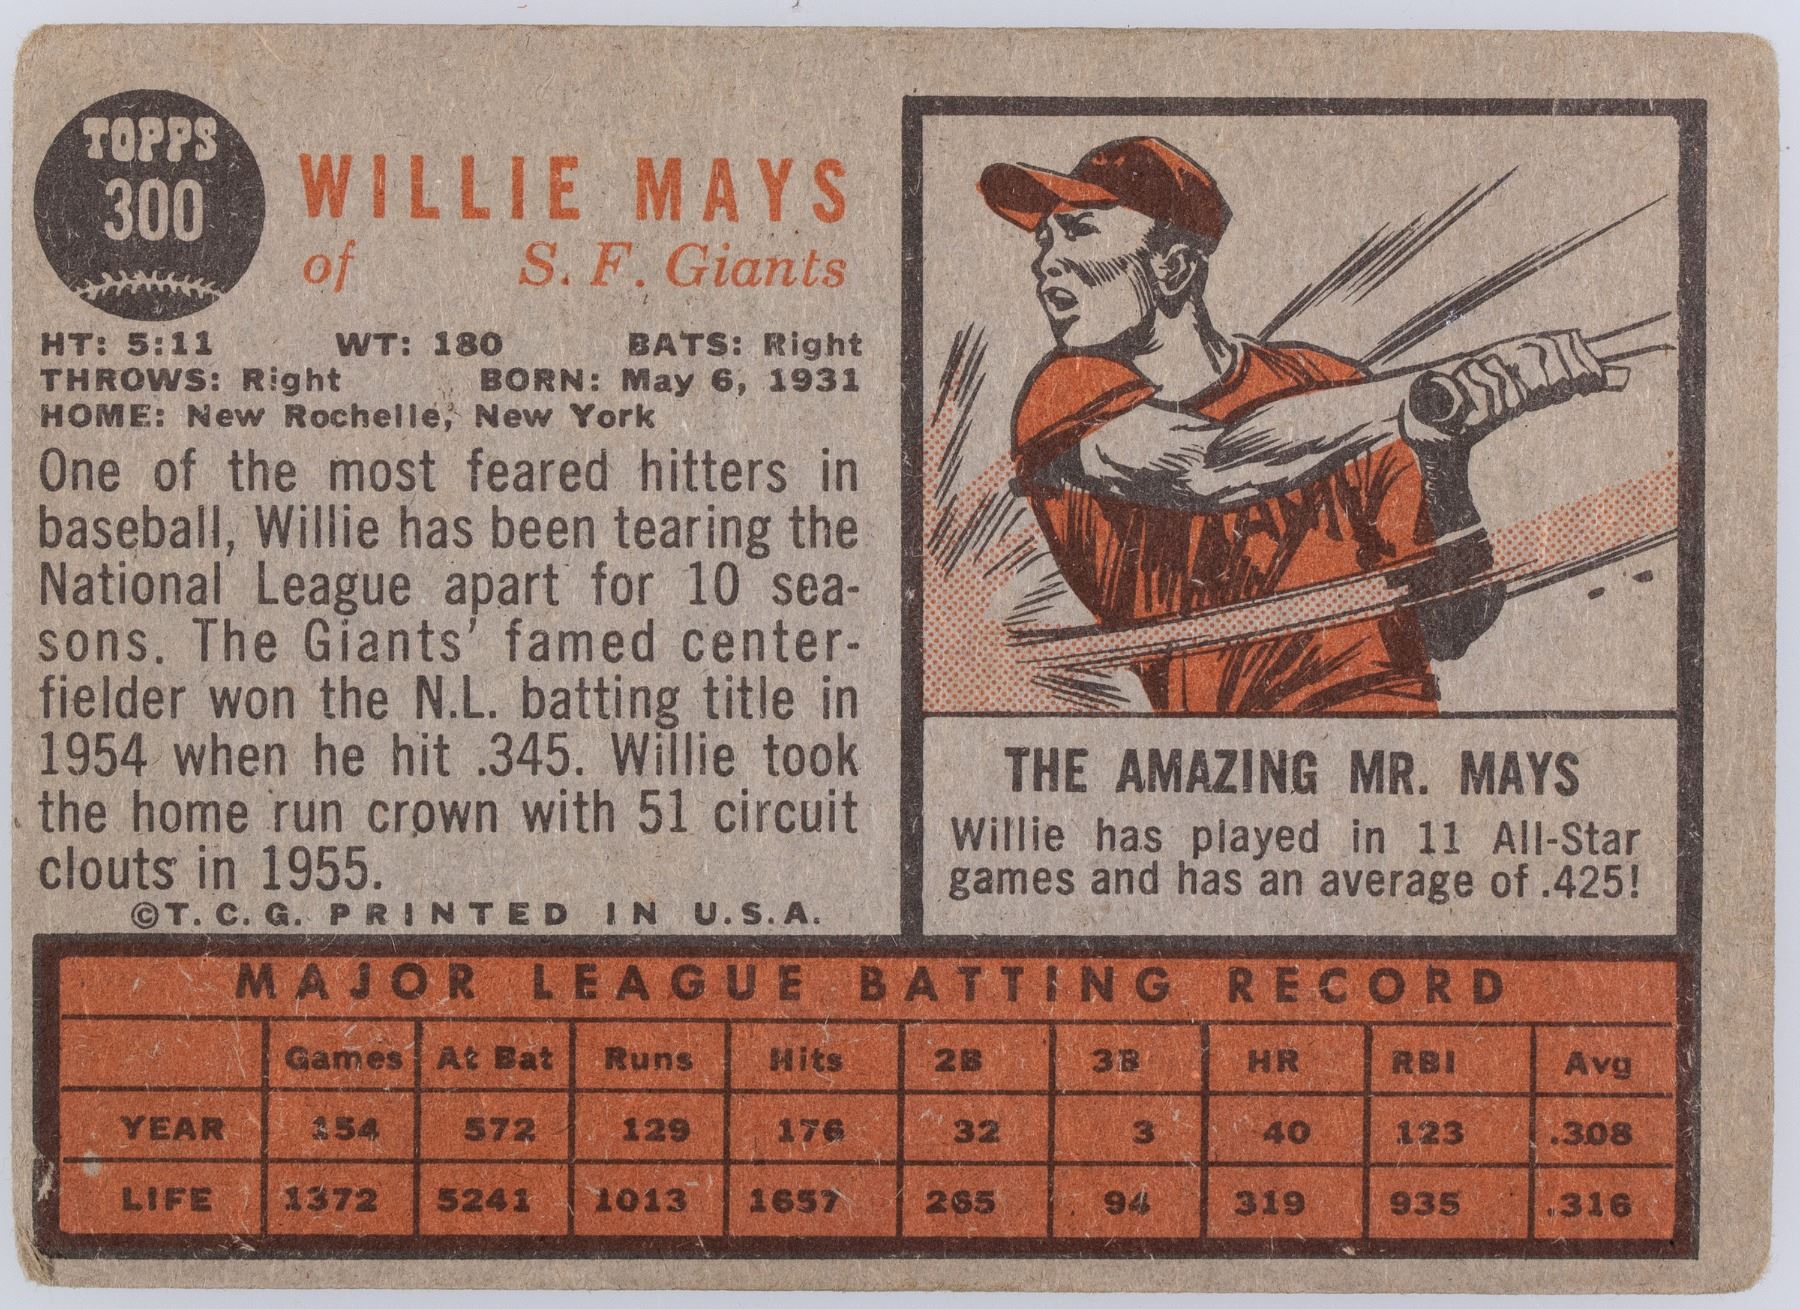 TOPPS
300
WILLIE MAYS
of S. F. Giants
HT: 5:11 WT: 180 BATS: Right
THROWS: Right BORN: May 6, 1931
HOME: New Rochelle, New York
One of the most feared hitters in
baseball, Willie has been tearing the
National League apart for 10 sea-
sons. The Giants' famed center-
fielder won the N.L. batting title in
1954 when he hit .345. Willie took
the home run crown with 51 circuit
clouts in 1955.
©T.C.G. PRINTED IN U.S.A.
THE AMAZING MR. MAYS
Willie has played in 11 All-Star
games and has an average of .425!
MAJOR LEAGUE BATTING RECORD
Games At Bat Runs Hits 2B 3B HR RBI Avg
YEAR 154 572 129 176 32 3 40 123 .308
LIFE 1372 5241 1013 1657 265 94 319 935 .316